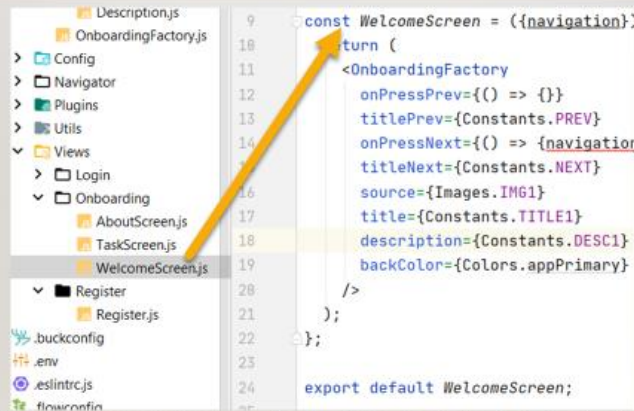 Description.js
OnboardingFactory.js
Config
Navigator
Plugins
Utils
Views
Login
Onboarding
AboutScreen.js
TaskScreen.js
WelcomeScreen.js
Register
Register.js
.buckconfig
.env
.eslintrc.js
.flowconfig
9 const WelcomeScreen = ({navigation})
10 turn (
11 <OnboardingFactory
12 onPressPrev={() => {}}
13 titlePrev={Constants.PREV}
14 onPressNext={() => {navigation
titleNext={Constants.NEXT}
16 source={Images.IMG1}
17 title={Constants.TITLE1}
18 description={Constants.DESC1}
19 backColor={Colors.appPrimary}
20 />
21 );
22 };
23
24 export default WelcomeScreen;